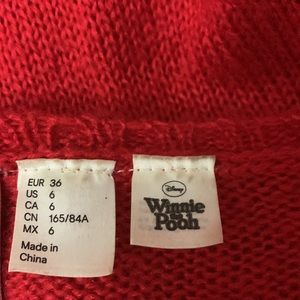 EUR 36
US 6
CA 6
CN 165/84A
MX 6
Made in
China
Disney
Winnie
the
Pooh